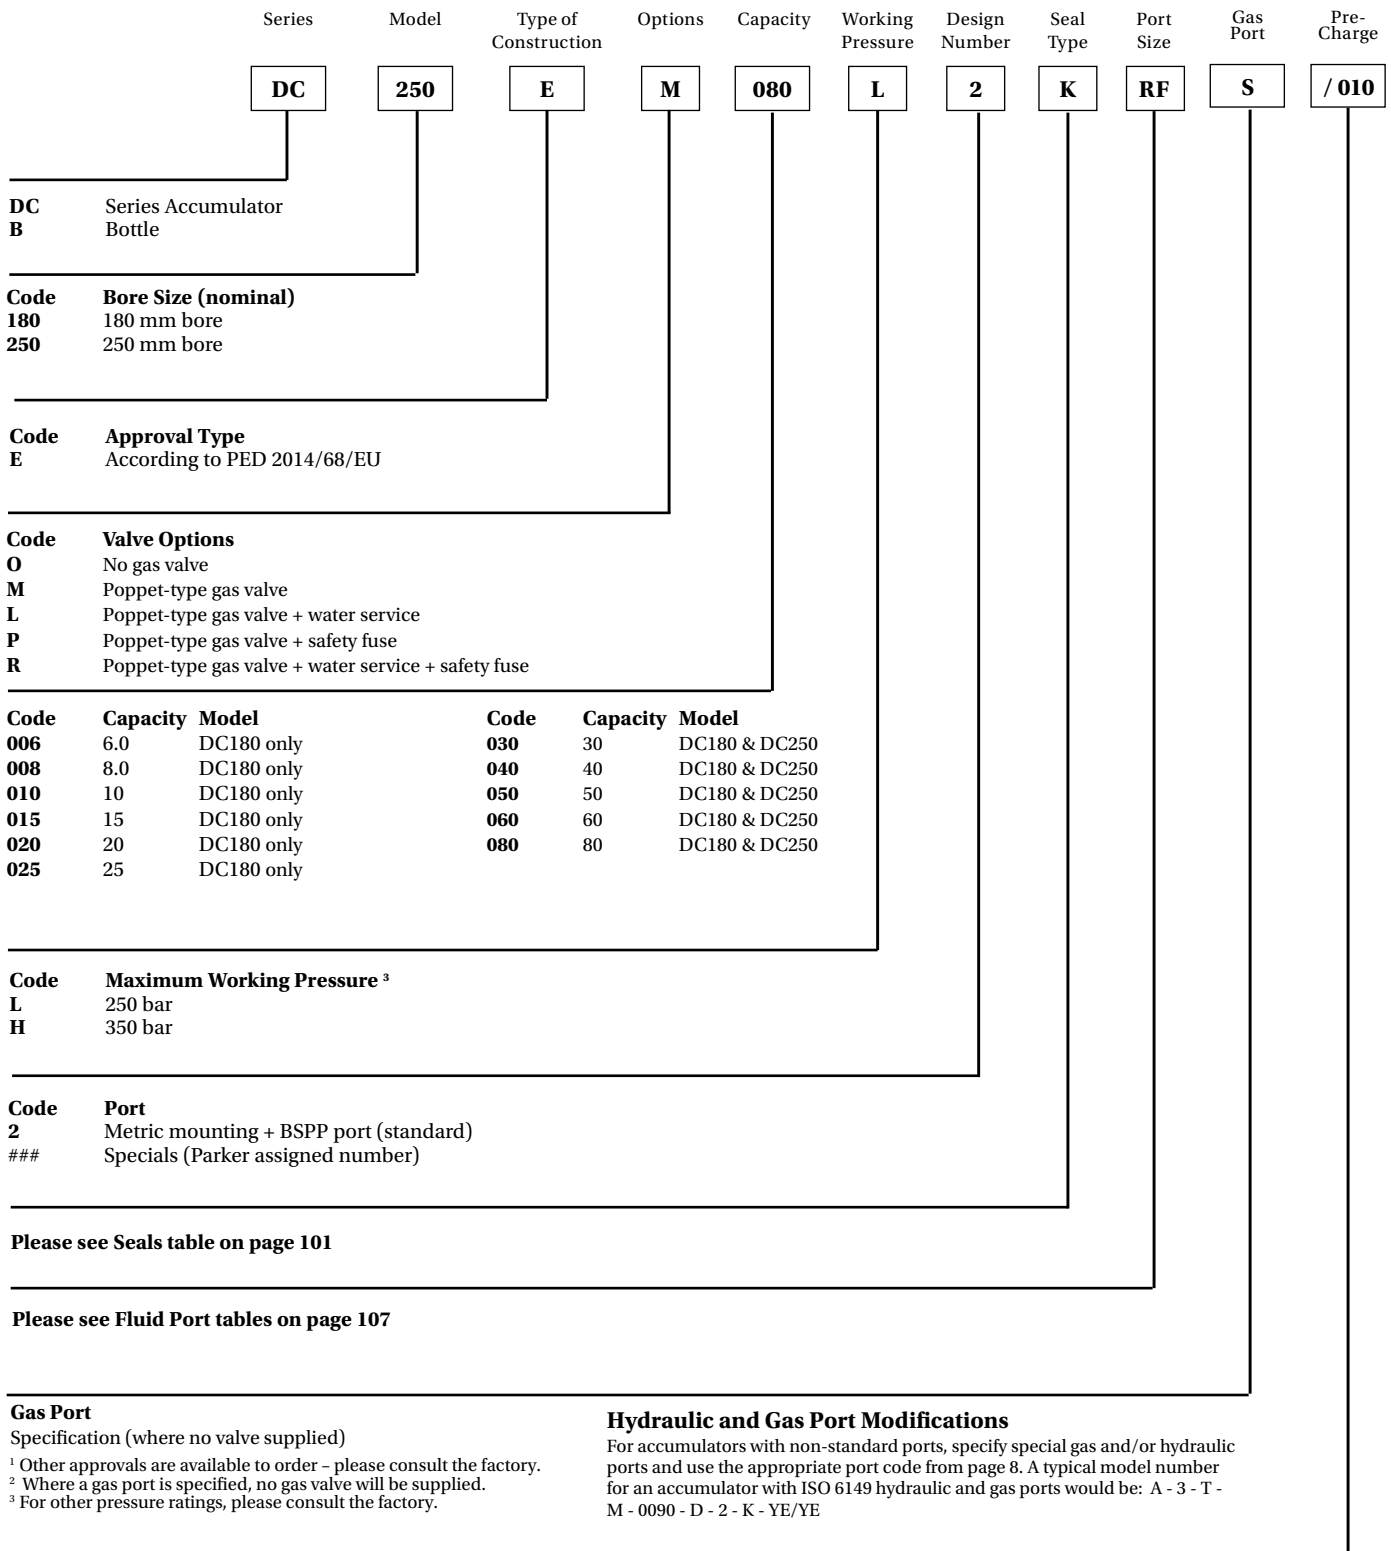 Series Model Type of Construction Options Capacity Working Pressure Design Number Seal Type Port Size Gas Port Pre-Charge
DC 250 E M 080 L 2 K RF S / 010
DC Series Accumulator
B Bottle
Code Bore Size (nominal)
180 180 mm bore
250 250 mm bore
Code Approval Type
E According to PED 2014/68/EU
Code Valve Options
O No gas valve
M Poppet-type gas valve
L Poppet-type gas valve + water service
P Poppet-type gas valve + safety fuse
R Poppet-type gas valve + water service + safety fuse
Code Capacity Model Code Capacity Model
006 6.0 DC180 only 030 30 DC180 & DC250
008 8.0 DC180 only 040 40 DC180 & DC250
010 10 DC180 only 050 50 DC180 & DC250
015 15 DC180 only 060 60 DC180 & DC250
020 20 DC180 only 080 80 DC180 & DC250
025 25 DC180 only
Code Maximum Working Pressure ³
L 250 bar
H 350 bar
Code Port
2 Metric mounting + BSPP port (standard)
### Specials (Parker assigned number)
Please see Seals table on page 101
Please see Fluid Port tables on page 107
Gas Port
Specification (where no valve supplied)
¹ Other approvals are available to order – please consult the factory.
² Where a gas port is specified, no gas valve will be supplied.
³ For other pressure ratings, please consult the factory.
Hydraulic and Gas Port Modifications
For accumulators with non-standard ports, specify special gas and/or hydraulic
ports and use the appropriate port code from page 8. A typical model number
for an accumulator with ISO 6149 hydraulic and gas ports would be: A - 3 - T -
M - 0090 - D - 2 - K - YE/YE